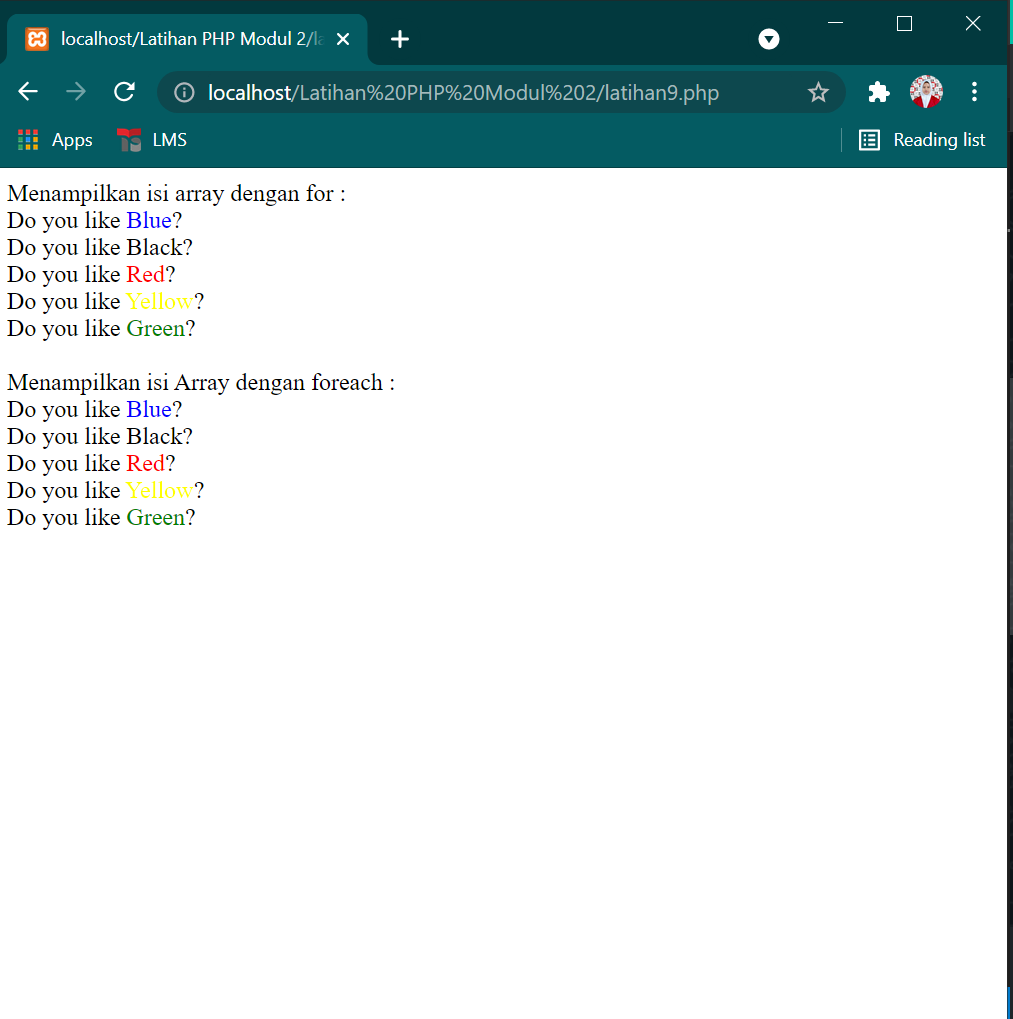 localhost/Latihan PHP Modul 2/la
localhost/Latihan%20PHP%20Modul%202/latihan9.php
Apps LMS Reading list
Menampilkan isi array dengan for :
Do you like Blue?
Do you like Black?
Do you like Red?
Do you like Yellow?
Do you like Green?
Menampilkan isi Array dengan foreach :
Do you like Blue?
Do you like Black?
Do you like Red?
Do you like Yellow?
Do you like Green?